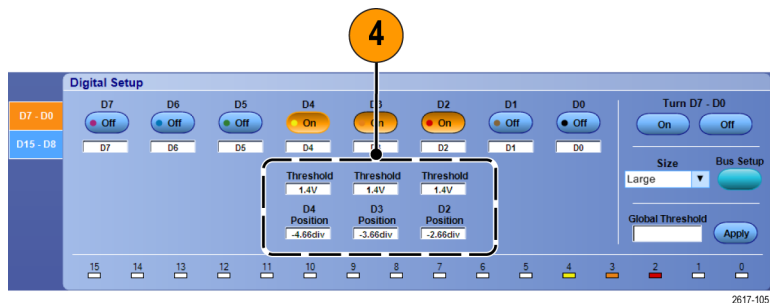 4
Digital Setup
D7 - D0
D15 - D8
D7 D6 D5 D4 D3 D2 D1 D0
Off Off Off On On On Off Off
D7 D6 D5 D4 D2 D1 D0
Threshold Threshold Threshold
1.4V 1.4V 1.4V
D4 D3 D2
Position Position Position
-4.66div -3.66div -2.66div
Turn D7 - D0
On Off
Size Bus Setup
Large
Global Threshold
Apply
15 14 13 12 11 10 9 8 7 6 5 4 3 2 1 0
2617-105